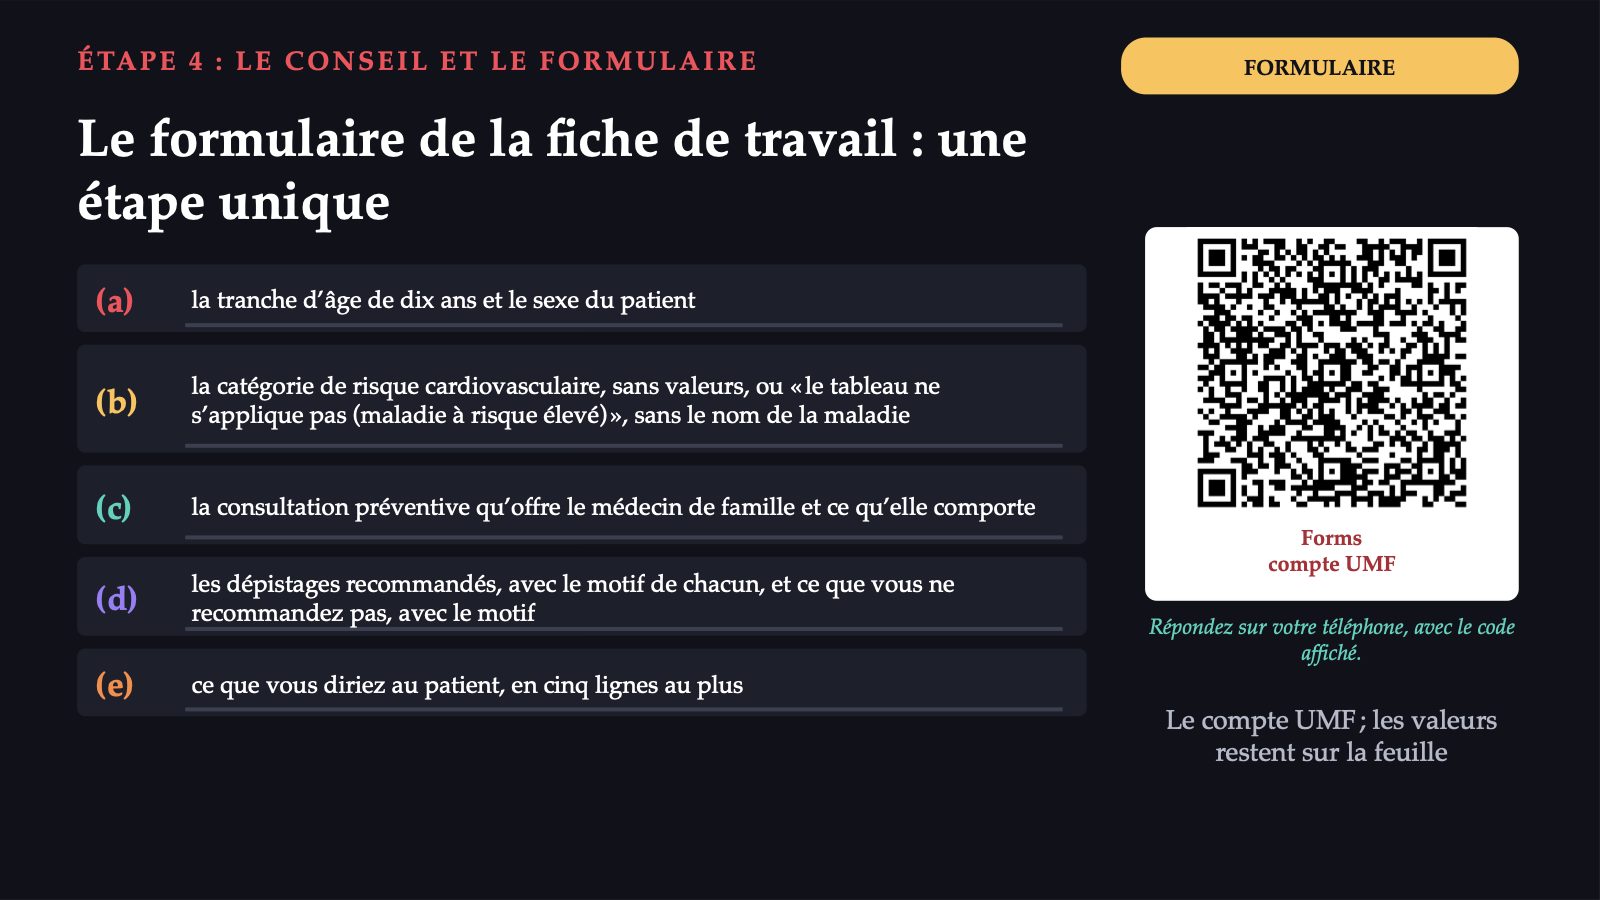 ÉTAPE 4 : LE CONSEIL ET LE FORMULAIRE
FORMULAIRE
Le formulaire de la fiche de travail : une
étape unique
(a) la tranche d’âge de dix ans et le sexe du patient
(b) la catégorie de risque cardiovasculaire, sans valeurs, ou « le tableau ne
s’applique pas (maladie à risque élevé) », sans le nom de la maladie
(c) la consultation préventive qu’offre le médecin de famille et ce qu’elle comporte
(d) les dépistages recommandés, avec le motif de chacun, et ce que vous ne
recommandez pas, avec le motif
(e) ce que vous diriez au patient, en cinq lignes au plus
Forms
compte UMF
Répondez sur votre téléphone, avec le code
affiché.
Le compte UMF ; les valeurs
restent sur la feuille